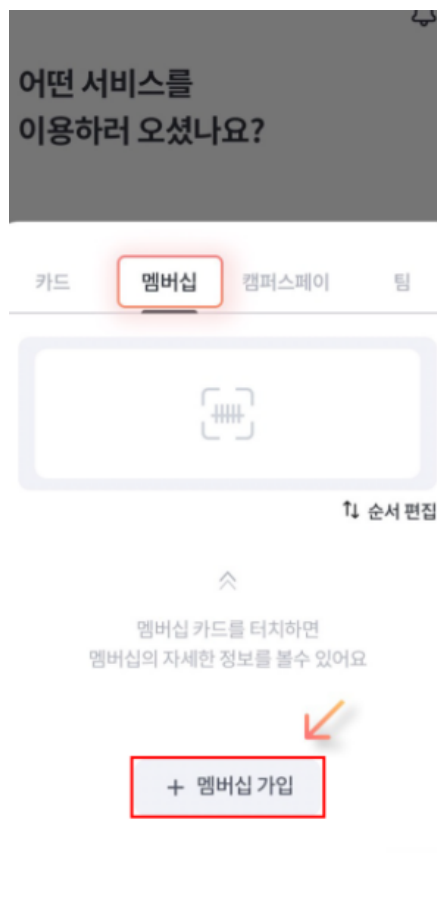 어떤 서비스를
이용하러 오셨나요?
카드 멤버십 캠퍼스페이 팀
↑↓ 순서 편집
멤버십 카드를 터치하면
멤버십의 자세한 정보를 볼수 있어요
+ 멤버십 가입